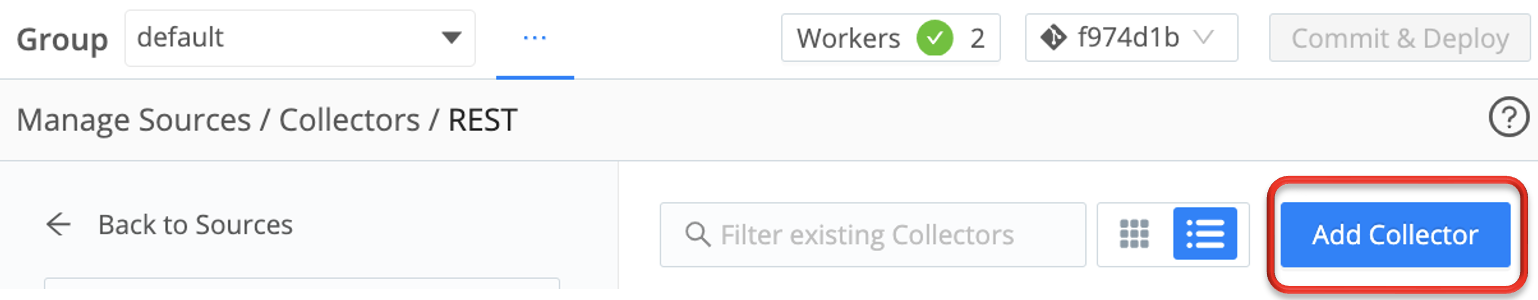 Group default ... Workers 2 f974d1b Commit & Deploy
Manage Sources / Collectors / REST ?
Back to Sources Filter existing Collectors Add Collector